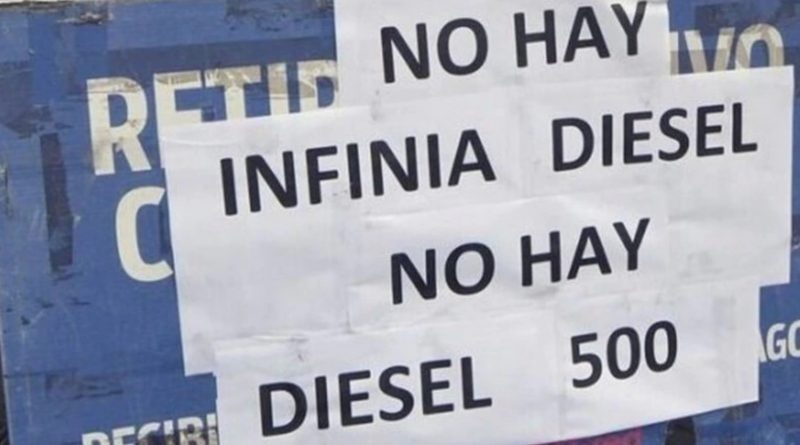 NO HAY
INFINIA DIESEL
NO HAY
DIESEL 500